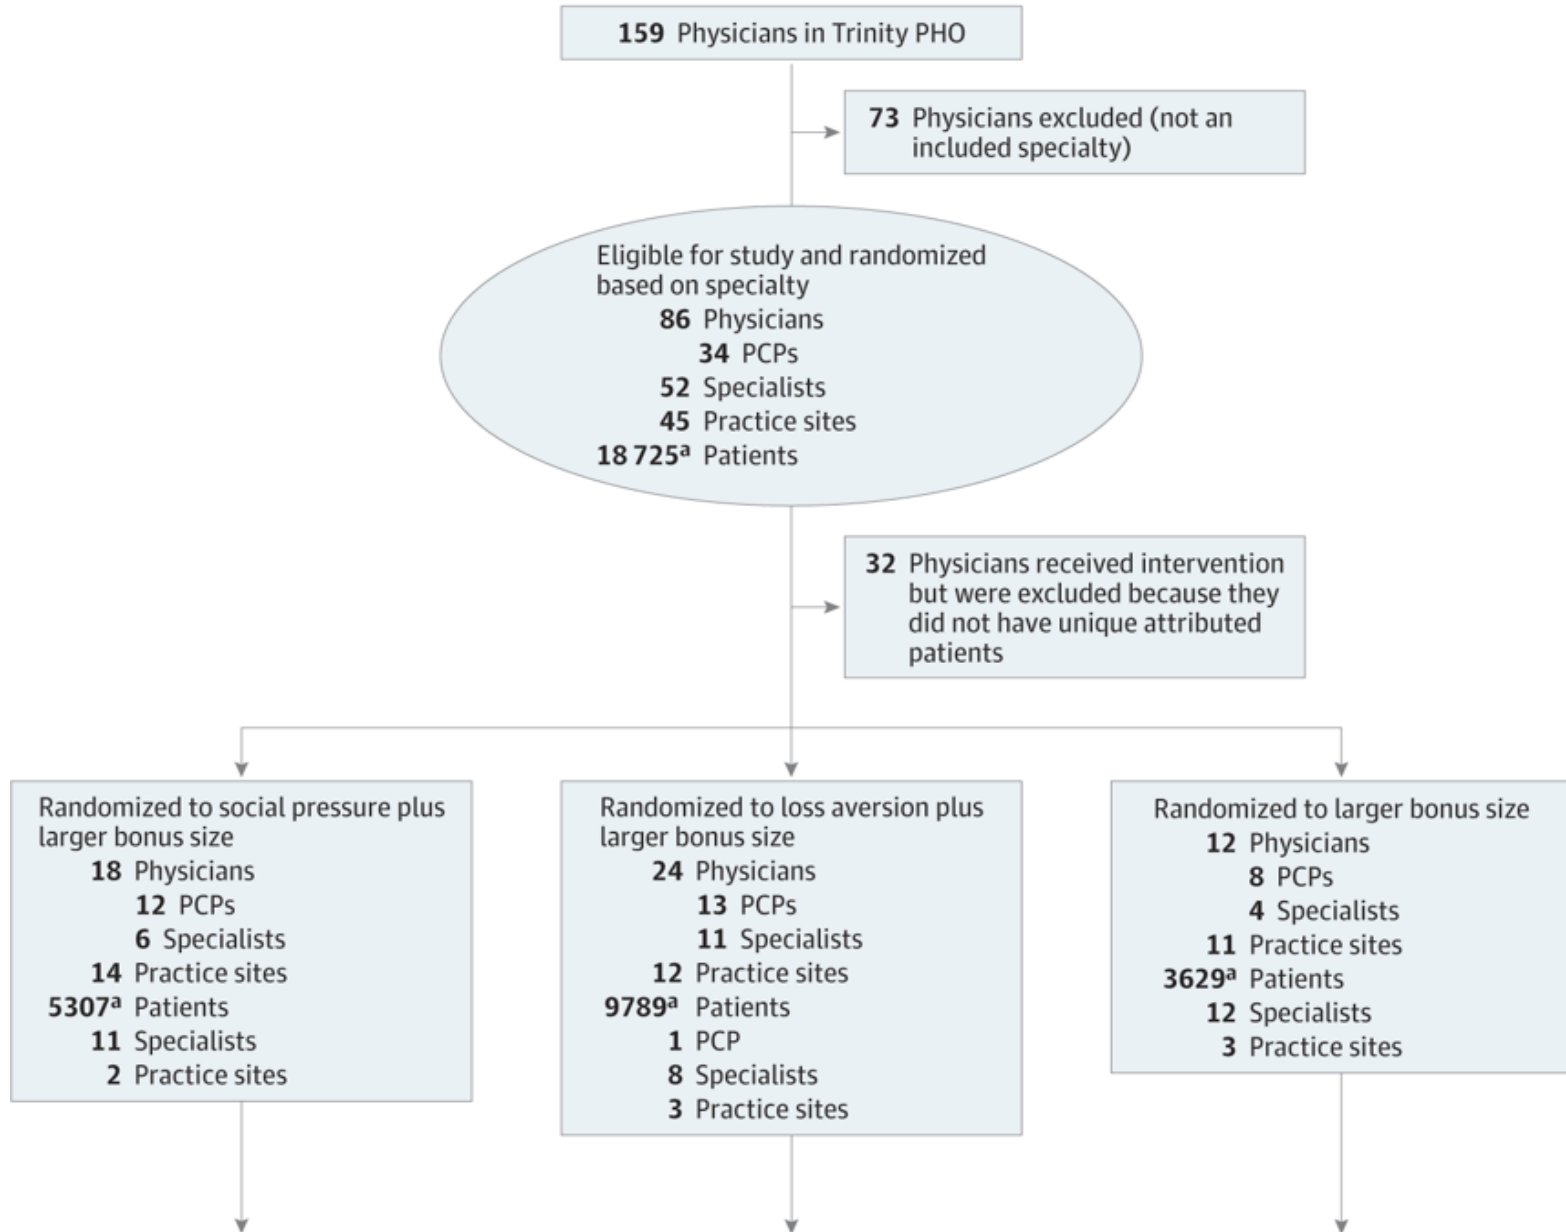 159 Physicians in Trinity PHO
73 Physicians excluded (not an
included specialty)
Eligible for study and randomized
based on specialty
86 Physicians
34 PCPs
52 Specialists
45 Practice sites
18 725ᵃ Patients
32 Physicians received intervention
but were excluded because they
did not have unique attributed
patients
Randomized to social pressure plus
larger bonus size
18 Physicians
12 PCPs
6 Specialists
14 Practice sites
5307ᵃ Patients
11 Specialists
2 Practice sites
Randomized to loss aversion plus
larger bonus size
24 Physicians
13 PCPs
11 Specialists
12 Practice sites
9789ᵃ Patients
1 PCP
8 Specialists
3 Practice sites
Randomized to larger bonus size
12 Physicians
8 PCPs
4 Specialists
11 Practice sites
3629ᵃ Patients
12 Specialists
3 Practice sites